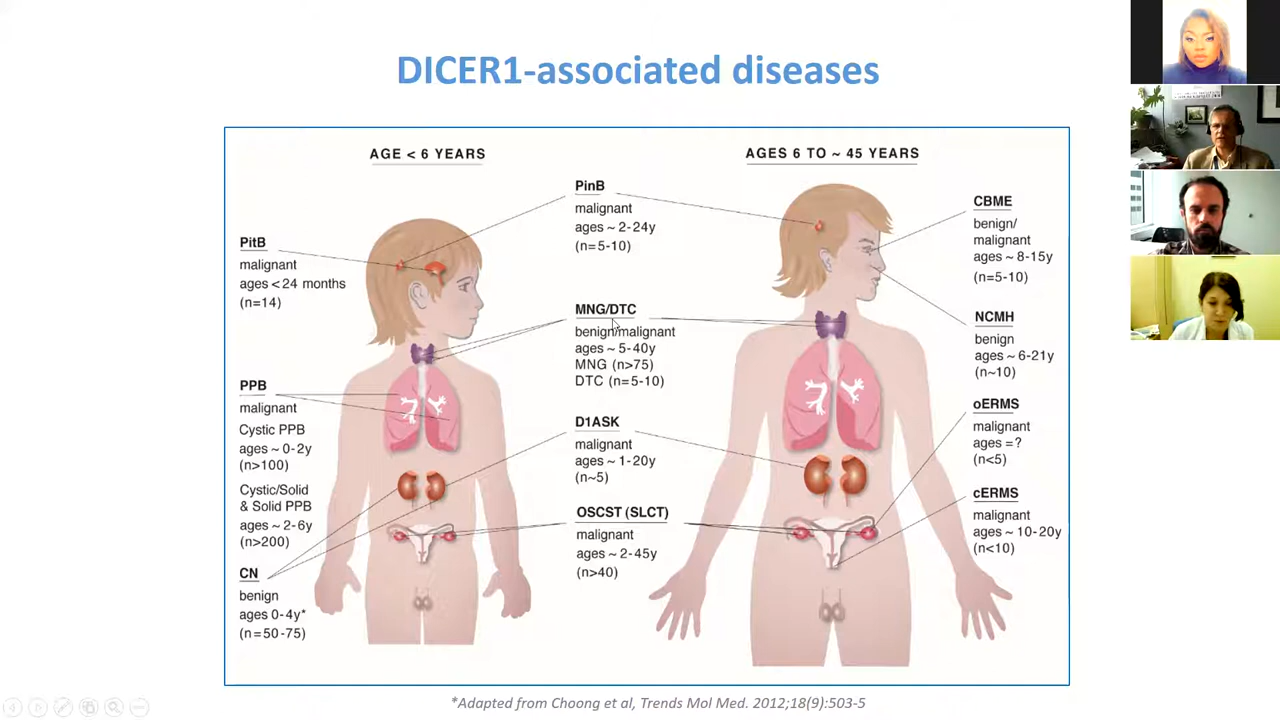 DICER1-associated diseases
AGE < 6 YEARS
AGES 6 TO ~ 45 YEARS
PitB
malignant
ages < 24 months
(n=14)
PPB
malignant
Cystic PPB
ages ~ 0-2y
(n>100)
Cystic/Solid
& Solid PPB
ages ~ 2-6y
(n>200)
CN
benign
ages 0-4y*
(n=50-75)
PinB
malignant
ages ~ 2-24y
(n=5-10)
MNG/DTC
benign/malignant
ages ~ 5-40y
MNG (n>75)
DTC (n=5-10)
D1ASK
malignant
ages ~ 1-20y
(n~5)
OSCST (SLCT)
malignant
ages ~ 2-45y
(n>40)
CBME
benign/
malignant
ages ~ 8-15y
(n=5-10)
NCMH
benign
ages ~ 6-21y
(n~10)
oERMS
malignant
ages =?
(n<5)
cERMS
malignant
ages ~ 10-20y
(n<10)
*Adapted from Choong et al, Trends Mol Med. 2012;18(9):503-5